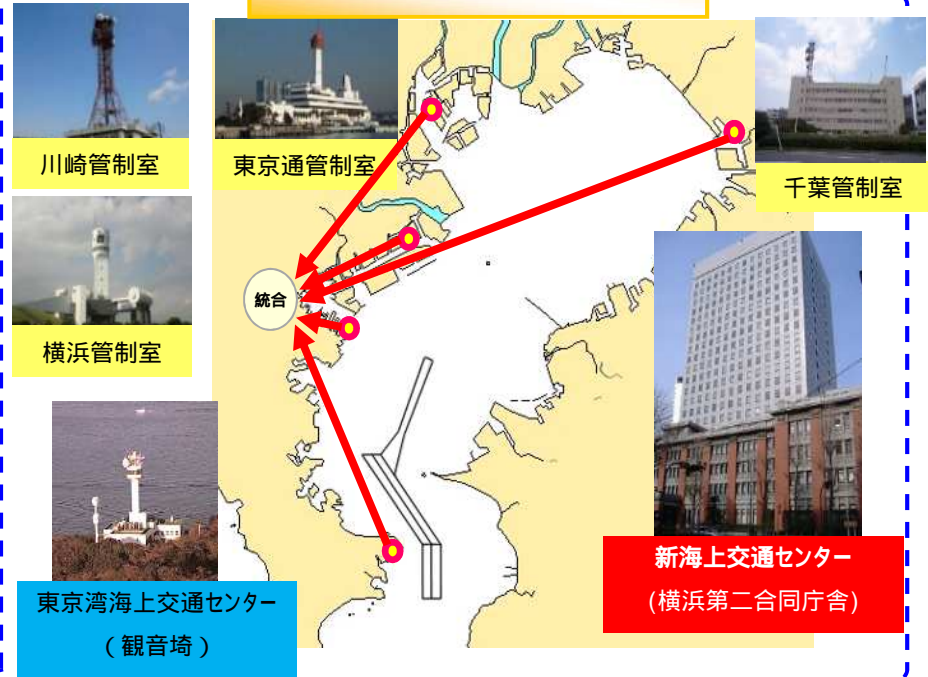 川崎管制室
東京通管制室
千葉管制室
統合
横浜管制室
新海上交通センター
(横浜第二合同庁舎)
東京湾海上交通センター
(観音埼)